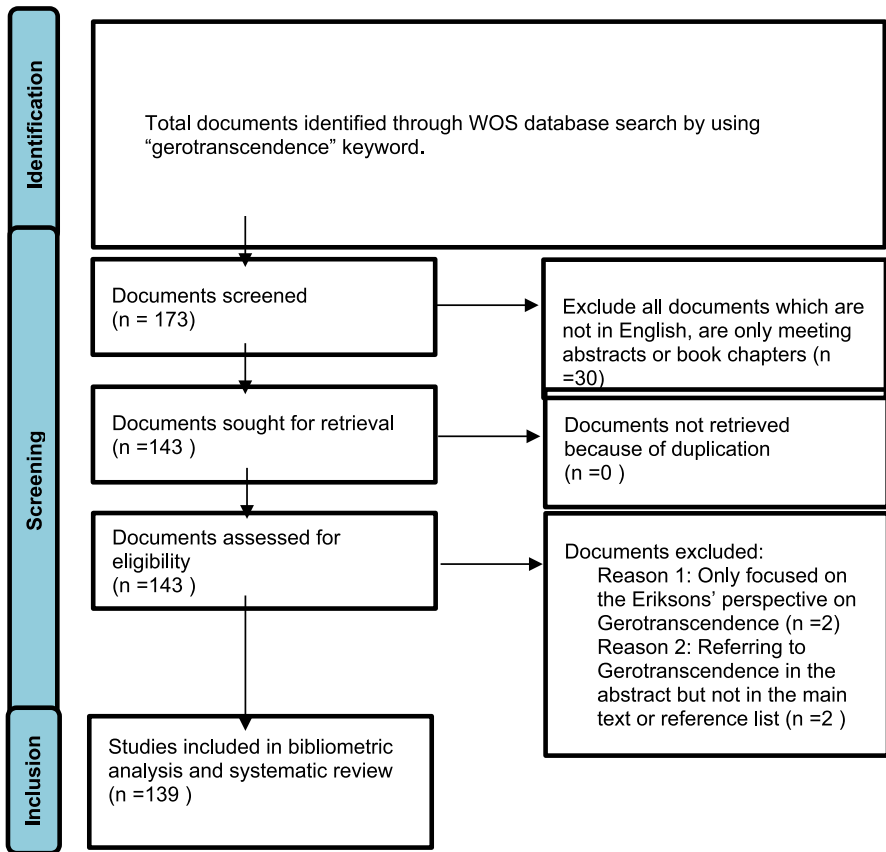 Identification
Total documents identified through WOS database search by using
“gerotranscendence” keyword.
Screening
Documents screened
(n = 173)
Exclude all documents which are
not in English, are only meeting
abstracts or book chapters (n
=30)
Documents sought for retrieval
(n =143 )
Documents not retrieved
because of duplication
(n =0 )
Documents assessed for
eligibility
(n =143 )
Documents excluded:
Reason 1: Only focused on
the Eriksons’ perspective on
Gerotranscendence (n =2)
Reason 2: Referring to
Gerotranscendence in the
abstract but not in the main
text or reference list (n =2 )
Inclusion
Studies included in bibliometric
analysis and systematic review
(n =139 )